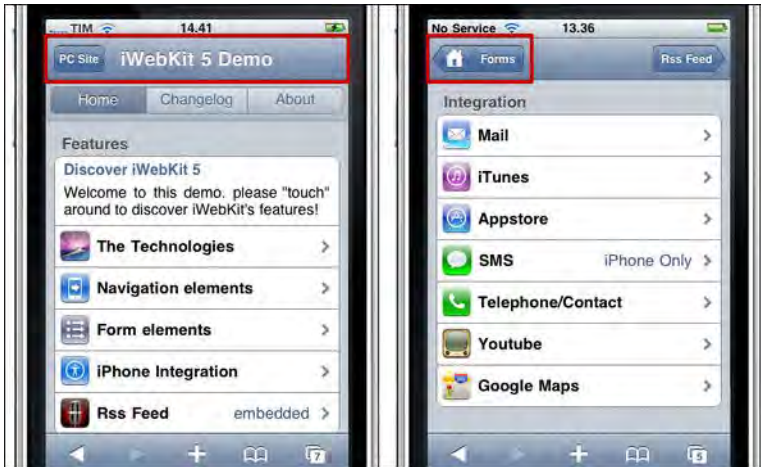 TIM 14.41
PC Site iWebKit 5 Demo
Home Changelog About
Features
Discover iWebKit 5
Welcome to this demo. please "touch"
around to discover iWebKit's features!
The Technologies
Navigation elements
Form elements
iPhone Integration
Rss Feed embedded
7
No Service 13.36
Forms Rss Feed
Integration
Mail
iTunes
Appstore
SMS iPhone Only
Telephone/Contact
Youtube
Google Maps
5